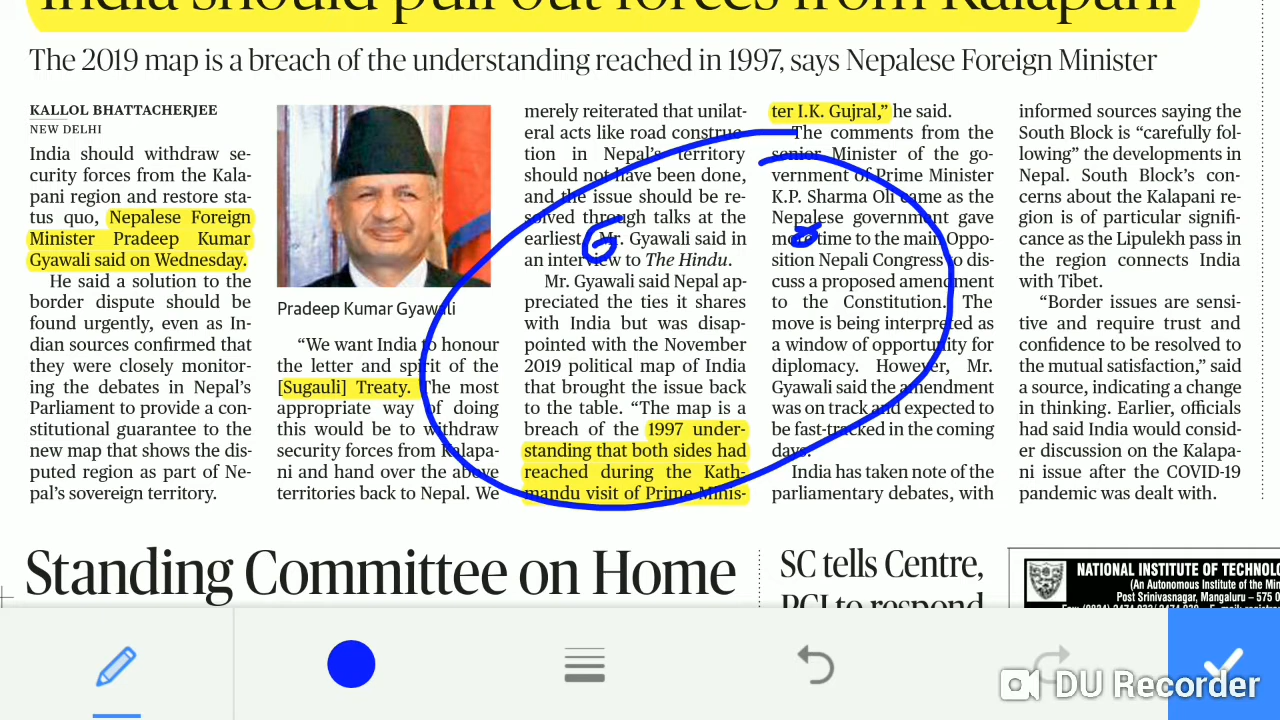 India should pull out forces from Kalapani
The 2019 map is a breach of the understanding reached in 1997, says Nepalese Foreign Minister
KALLOL BHATTACHERJEE
NEW DELHI
India should withdraw se-
curity forces from the Kala-
pani region and restore sta-
tus quo, Nepalese Foreign
Minister Pradeep Kumar
Gyawali said on Wednesday.
He said a solution to the
border dispute should be
found urgently, even as In-
dian sources confirmed that
they were closely monitor-
ing the debates in Nepal's
Parliament to provide a con-
stitutional guarantee to the
new map that shows the dis-
puted region as part of Ne-
pal's sovereign territory.
Pradeep Kumar Gyawali
“We want India to honour
the letter and spirit of the
[Sugauli] Treaty. The most
appropriate way of doing
this would be to withdraw
security forces from Kalapa-
ni and hand over the above
territories back to Nepal. We
merely reiterated that unilat-
eral acts like road construc-
tion in Nepal's territory
should not have been done,
and the issue should be re-
solved through talks at the
earliest,” Mr. Gyawali said in
an interview to The Hindu.
Mr. Gyawali said Nepal ap-
preciated the ties it shares
with India but was disap-
pointed with the November
2019 political map of India
that brought the issue back
to the table. “The map is a
breach of the 1997 under-
standing that both sides had
reached during the Kath-
mandu visit of Prime Minis-
ter I.K. Gujral,” he said.
The comments from the
senior Minister of the go-
vernment of Prime Minister
K.P. Sharma Oli came as the
Nepalese government gave
more time to the main Oppo-
sition Nepali Congress to dis-
cuss a proposed amendment
to the Constitution. The
move is being interpreted as
a window of opportunity for
diplomacy. However, Mr.
Gyawali said the amendment
was on track and expected to
be fast-tracked in the coming
days.
India has taken note of the
parliamentary debates, with
informed sources saying the
South Block is “carefully fol-
lowing” the developments in
Nepal. South Block's con-
cerns about the Kalapani re-
gion is of particular signifi-
cance as the Lipulekh pass in
the region connects India
with Tibet.
“Border issues are sensi-
tive and require trust and
confidence to be resolved to
the mutual satisfaction,” said
a source, indicating a change
in thinking. Earlier, officials
had said India would consid-
er discussion on the Kalapa-
ni issue after the COVID-19
pandemic was dealt with.
Standing Committee on Home
SC tells Centre,
PCI to respond
NATIONAL INSTITUTE OF TECHNOLO
(An Autonomous Institute of the Min
Post Srinivasnagar, Mangaluru – 575 0
DU Recorder